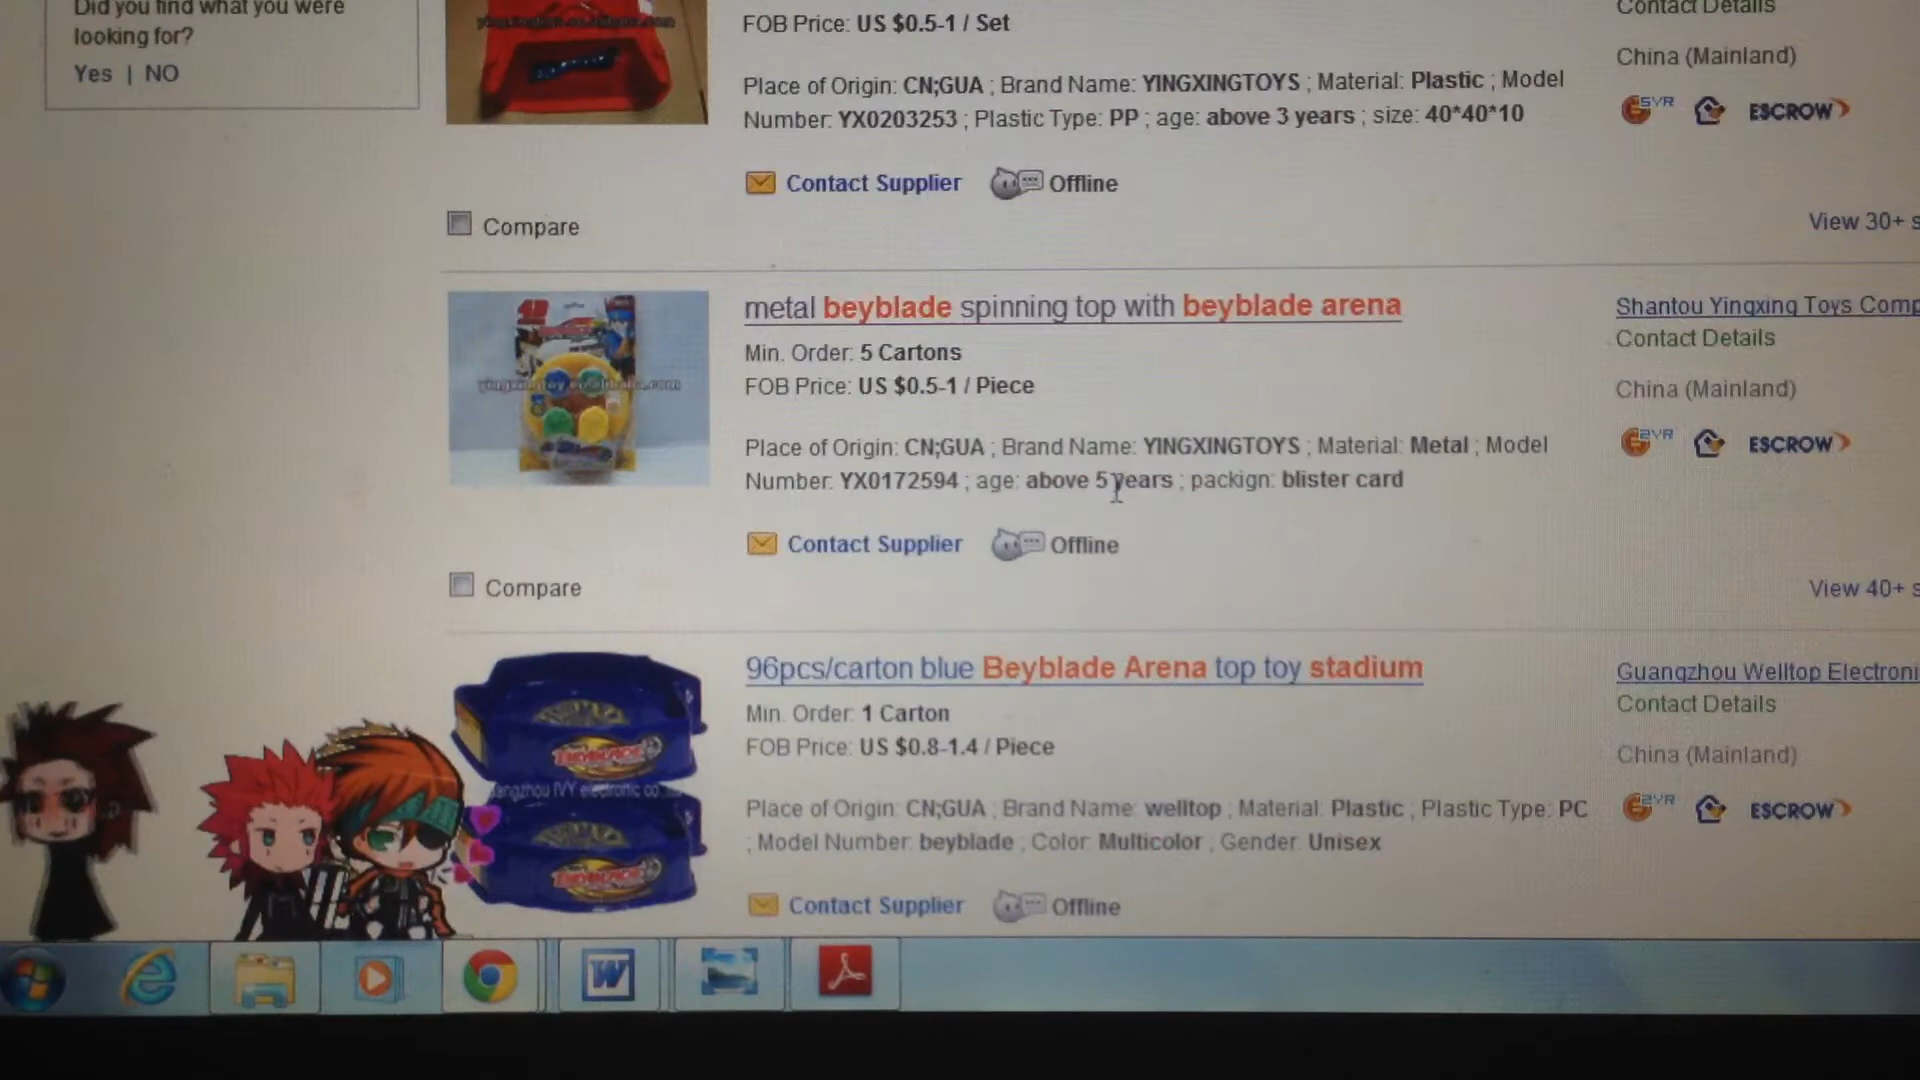 Did you find what you were
looking for?
Yes | NO
FOB Price: US $0.5-1 / Set
Place of Origin: CN;GUA ; Brand Name: YINGXINGTOYS ; Material: Plastic ; Model
Number: YX0203253 ; Plastic Type: PP ; age: above 3 years ; size: 40*40*10
Contact Supplier Offline
Compare
Contact Details
China (Mainland)
5YR ESCROW
View 30+ s
metal beyblade spinning top with beyblade arena
Min. Order: 5 Cartons
FOB Price: US $0.5-1 / Piece
Place of Origin: CN;GUA ; Brand Name: YINGXINGTOYS ; Material: Metal ; Model
Number: YX0172594 ; age: above 5 years ; packign: blister card
Contact Supplier Offline
Compare
Shantou Yingxing Toys Comp
Contact Details
China (Mainland)
2YR ESCROW
View 40+ s
96pcs/carton blue Beyblade Arena top toy stadium
Min. Order: 1 Carton
FOB Price: US $0.8-1.4 / Piece
Place of Origin: CN;GUA ; Brand Name: welltop ; Material: Plastic ; Plastic Type: PC
; Model Number: beyblade ; Color: Multicolor ; Gender: Unisex
Contact Supplier Offline
Guangzhou Welltop Electroni
Contact Details
China (Mainland)
2YR ESCROW